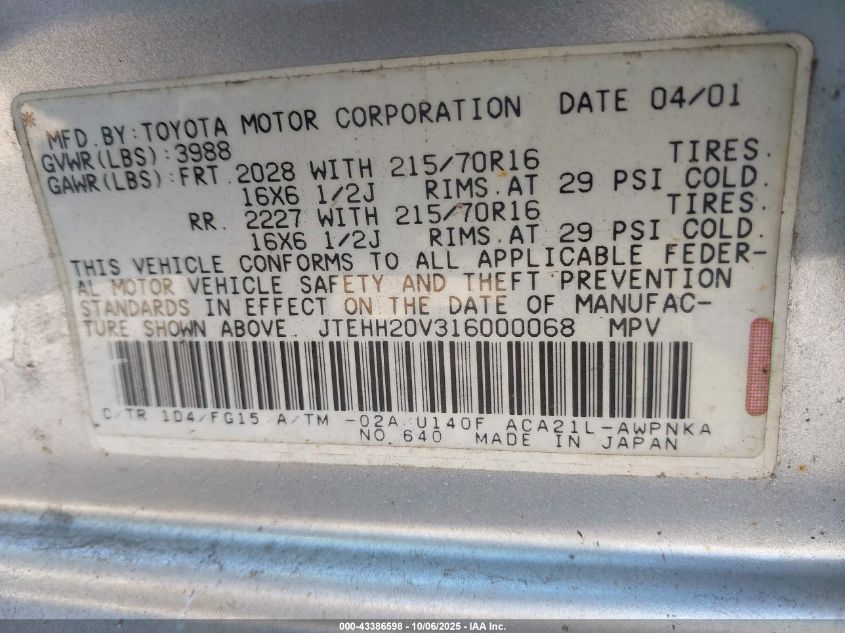 * MFD. BY: TOYOTA MOTOR CORPORATION DATE 04/01
GVWR(LBS):3988
GAWR(LBS):FRT. 2028 WITH 215/70R16 TIRES.
16X6 1/2J RIMS.AT 29 PSI COLD.
RR. 2227 WITH 215/70R16 TIRES.
16X6 1/2J RIMS.AT 29 PSI COLD.
THIS VEHICLE CONFORMS TO ALL APPLICABLE FEDER-
AL MOTOR VEHICLE SAFETY AND THEFT PREVENTION
STANDARDS IN EFFECT ON THE DATE OF MANUFAC-
TURE SHOWN ABOVE. JTEHH20V316000068 MPV
C/TR 1D4/FG15 A/TM -02A/U140F ACA21L-AWPNKA
NO.640 MADE IN JAPAN
000-43386598 - 10/06/2025 - IAA Inc.